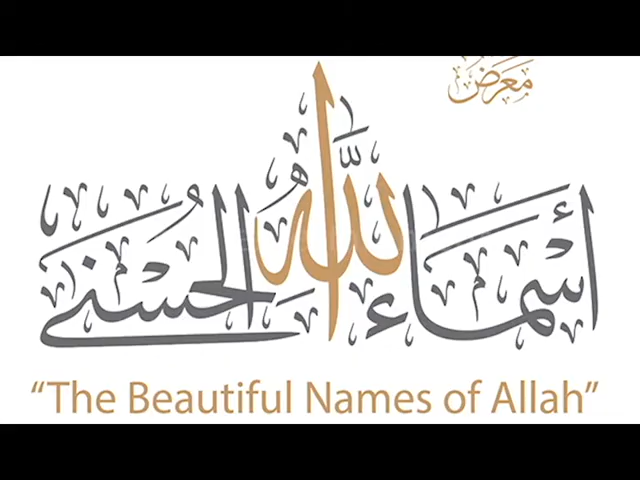 معرض
أسماء الله الحسنى
“The Beautiful Names of Allah”